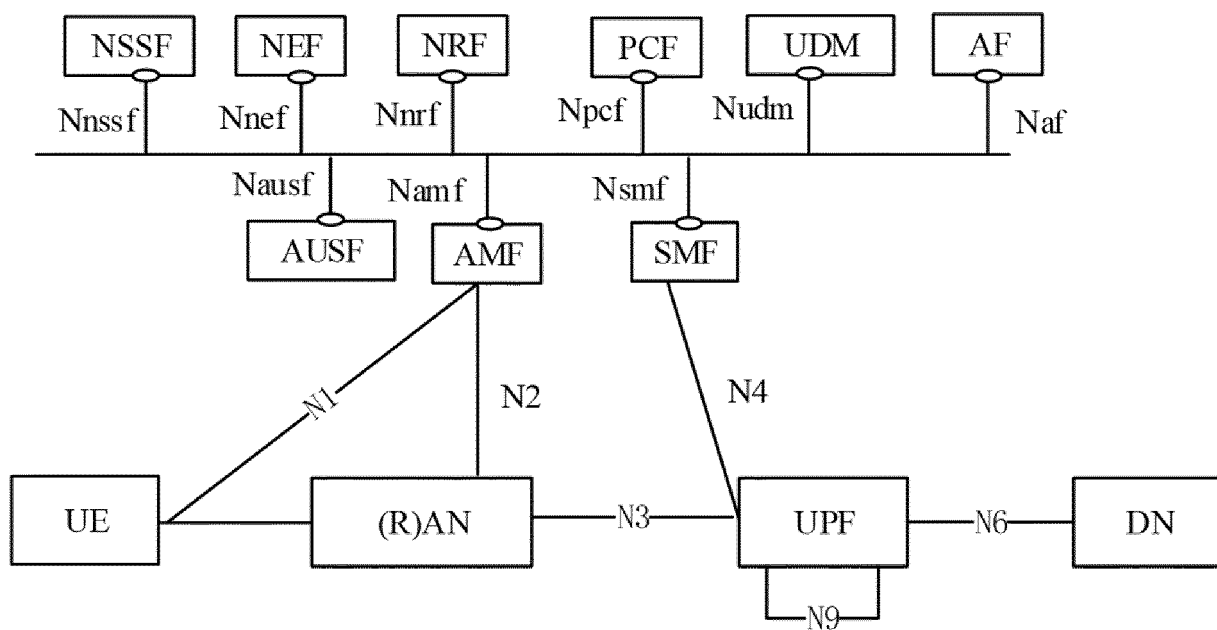 NSSF NEF NRF PCF UDM AF
Nnssf Nnef Nnrf Npcf Nudm Naf
Nausf Namf Nsmf
AUSF AMF SMF
N1 N2 N4
UE (R)AN N3 UPF N6 DN
N9